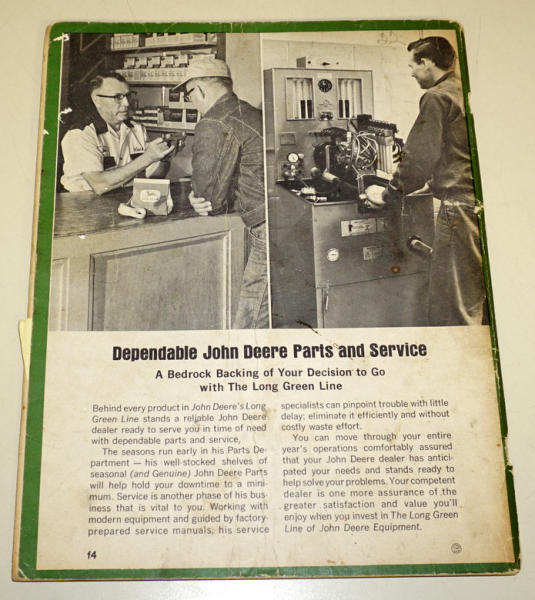 Dependable John Deere Parts and Service
A Bedrock Backing of Your Decision to Go
with The Long Green Line
Behind every product in John Deere's Long
Green Line stands a reliable John Deere
dealer ready to serve you in time of need
with dependable parts and service.
The seasons run early in his Parts De-
partment — his well-stocked shelves of
seasonal (and Genuine) John Deere Parts
will help hold your downtime to a mini-
mum. Service is another phase of his bus-
iness that is vital to you. Working with
modern equipment and guided by factory-
prepared service manuals, his service
specialists can pinpoint trouble with little
delay; eliminate it efficiently and without
costly waste effort.
You can move through your entire
year's operations comfortably assured
that your John Deere dealer has antici-
pated your needs and stands ready to
help solve your problems. Your competent
dealer is one more assurance of the
greater satisfaction and value you'll
enjoy when you invest in The Long Green
Line of John Deere Equipment.
f4